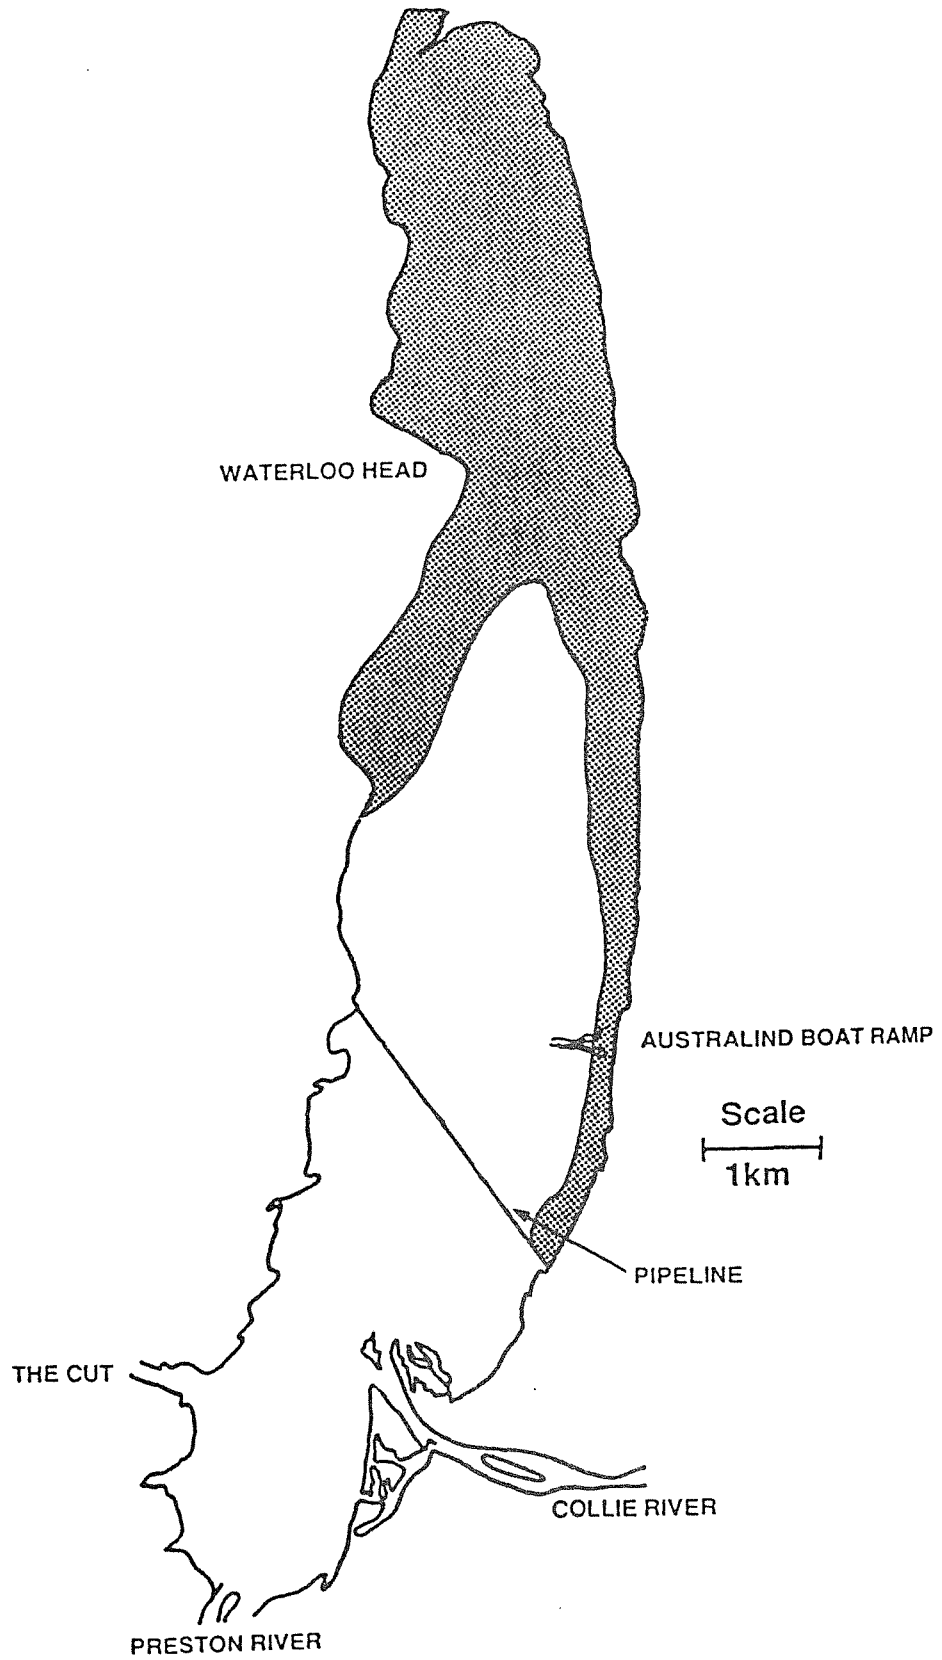 WATERLOO HEAD
AUSTRALIND BOAT RAMP
Scale
1km
PIPELINE
THE CUT
COLLIE RIVER
PRESTON RIVER